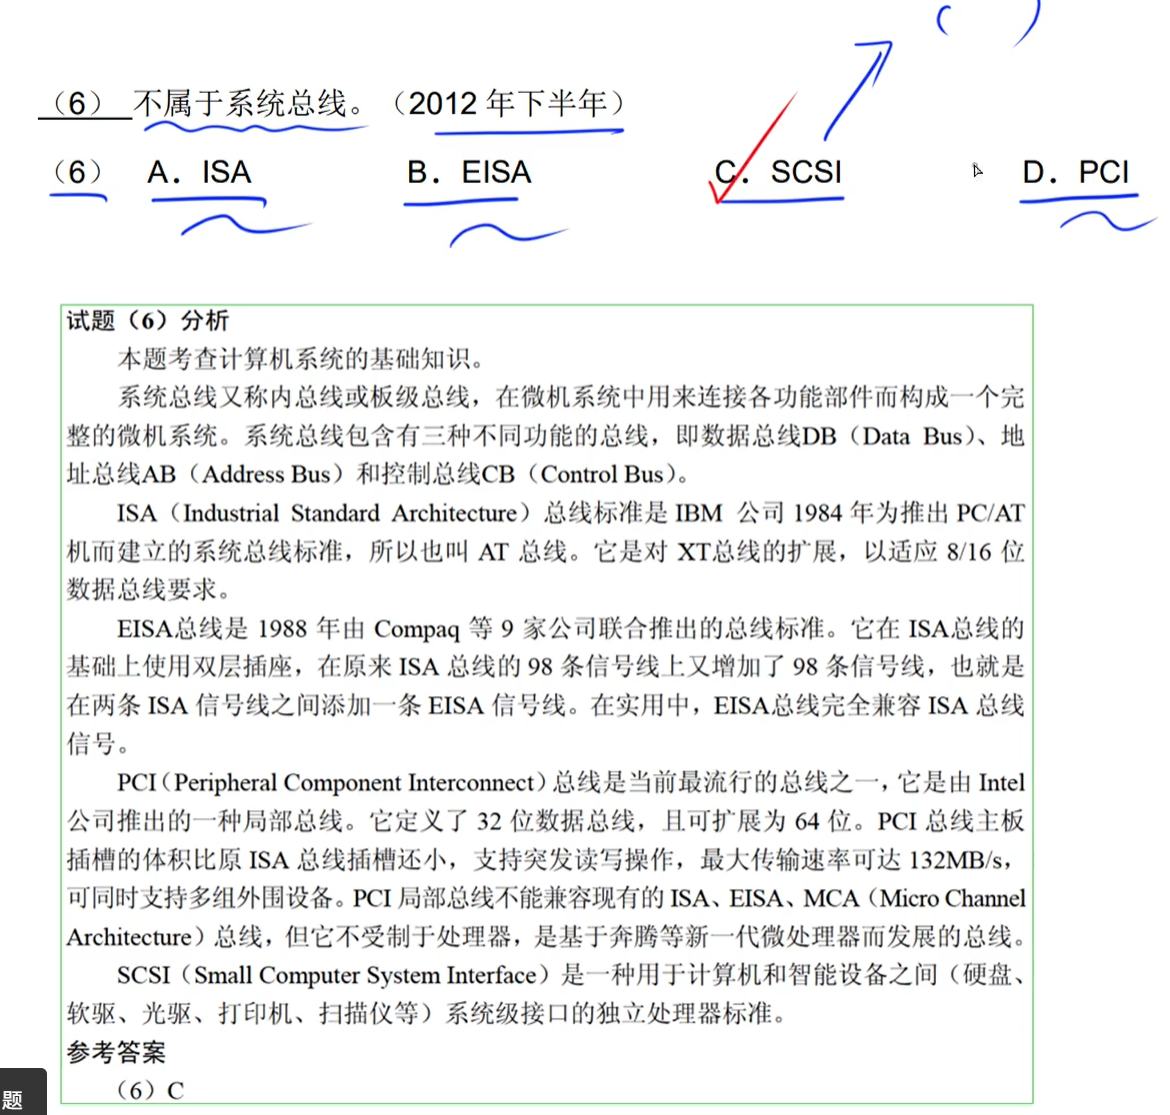 （6） 不属于系统总线。（2012 年下半年）
（6） A．ISA B．EISA C．SCSI D．PCI
试题（6）分析
本题考查计算机系统的基础知识。
系统总线又称内总线或板级总线，在微机系统中用来连接各功能部件而构成一个完
整的微机系统。系统总线包含有三种不同功能的总线，即数据总线DB（Data Bus）、地
址总线AB（Address Bus）和控制总线CB（Control Bus）。
ISA（Industrial Standard Architecture）总线标准是 IBM 公司 1984 年为推出 PC/AT
机而建立的系统总线标准，所以也叫 AT 总线。它是对 XT总线的扩展，以适应 8/16 位
数据总线要求。
EISA总线是 1988 年由 Compaq 等 9 家公司联合推出的总线标准。它在 ISA总线的
基础上使用双层插座，在原来 ISA 总线的 98 条信号线上又增加了 98 条信号线，也就是
在两条 ISA 信号线之间添加一条 EISA 信号线。在实用中，EISA总线完全兼容 ISA 总线
信号。
PCI（Peripheral Component Interconnect）总线是当前最流行的总线之一，它是由 Intel
公司推出的一种局部总线。它定义了 32 位数据总线，且可扩展为 64 位。PCI 总线主板
插槽的体积比原 ISA 总线插槽还小，支持突发读写操作，最大传输速率可达 132MB/s，
可同时支持多组外围设备。PCI 局部总线不能兼容现有的 ISA、EISA、MCA（Micro Channel
Architecture）总线，但它不受制于处理器，是基于奔腾等新一代微处理器而发展的总线。
SCSI（Small Computer System Interface）是一种用于计算机和智能设备之间（硬盘、
软驱、光驱、打印机、扫描仪等）系统级接口的独立处理器标准。
参考答案
（6）C
题